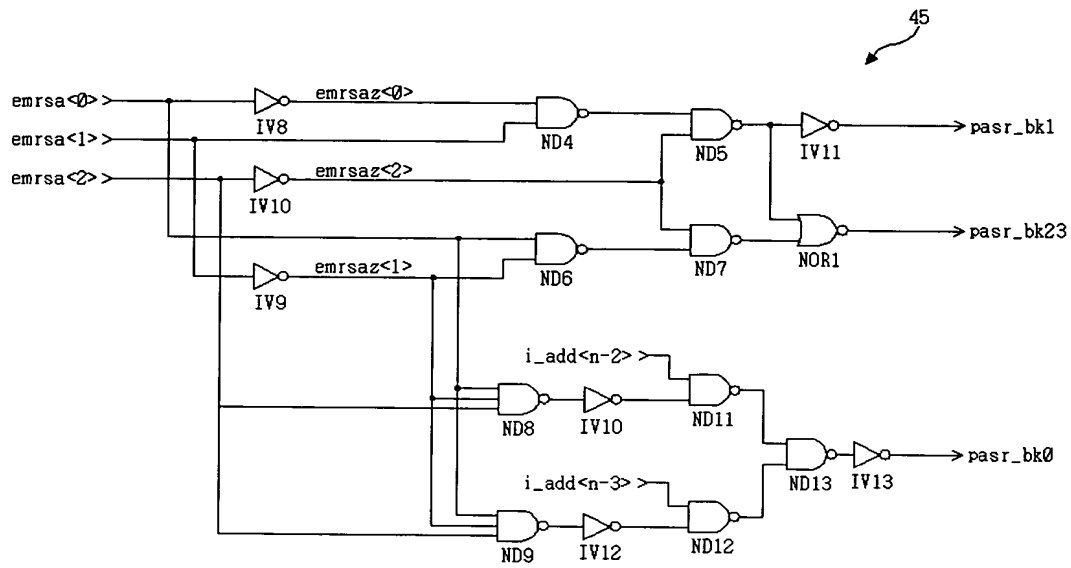 45
emrsa<0>
emrsaz<0>
IV8
emrsa<1>
ND4
ND5
IV11
pasr_bk1
emrsa<2>
emrsaz<2>
IV10
pasr_bk23
emrsaz<1>
IV9
ND6
ND7
NOR1
i_add<n-2>
ND8
IV10
ND11
pasr_bk0
ND13
IV13
i_add<n-3>
ND9
IV12
ND12